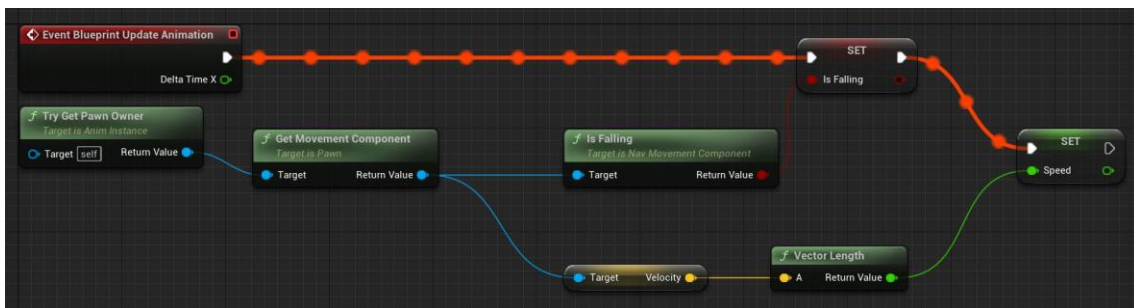 Event Blueprint Update Animation
Delta Time X
SET
Is Falling
f Try Get Pawn Owner
Target is Anim Instance
Target self Return Value
f Get Movement Component
Target is Pawn
Target Return Value
f Is Falling
Target is Nav Movement Component
Target Return Value
SET
Speed
Target Velocity
f Vector Length
A Return Value